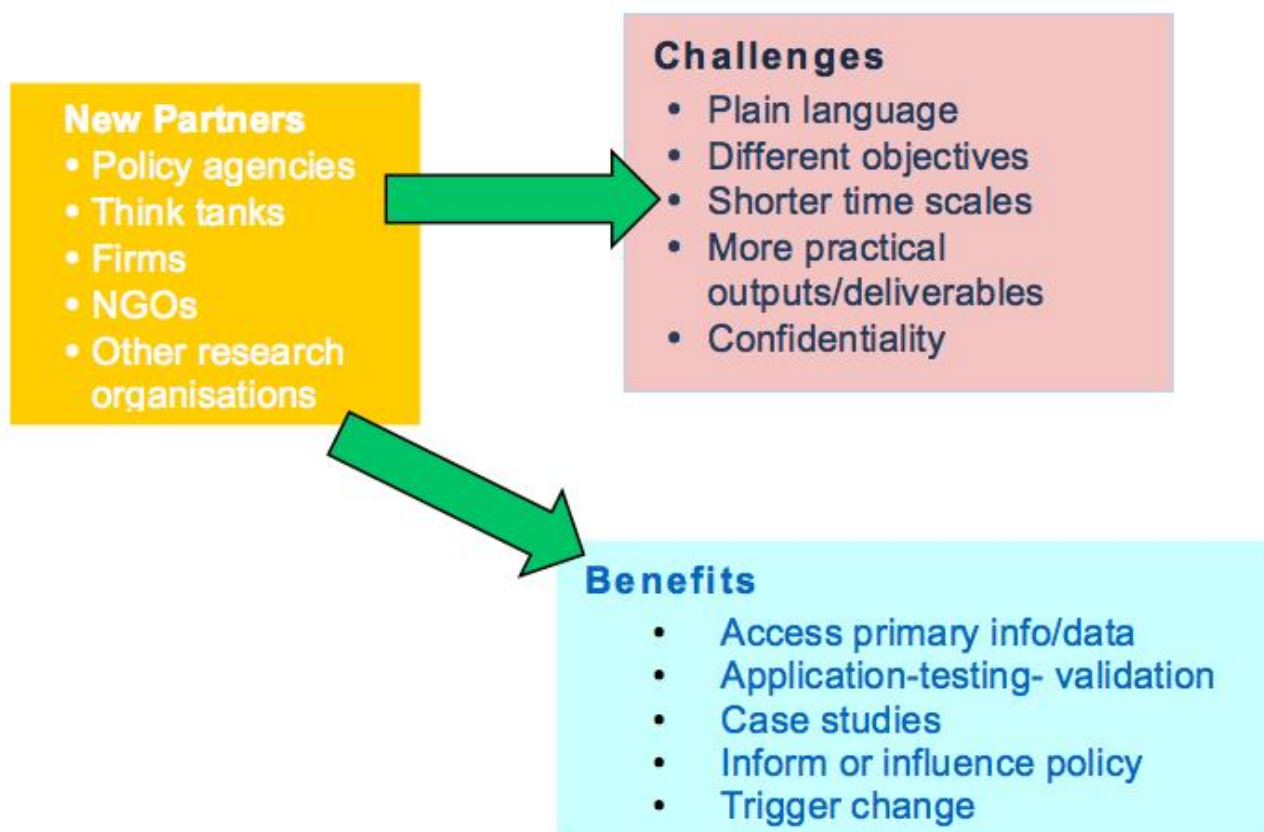 New Partners
• Policy agencies
• Think tanks
• Firms
• NGOs
• Other research
organisations
Challenges
• Plain language
• Different objectives
• Shorter time scales
• More practical
outputs/deliverables
• Confidentiality
Benefits
• Access primary info/data
• Application-testing- validation
• Case studies
• Inform or influence policy
• Trigger change